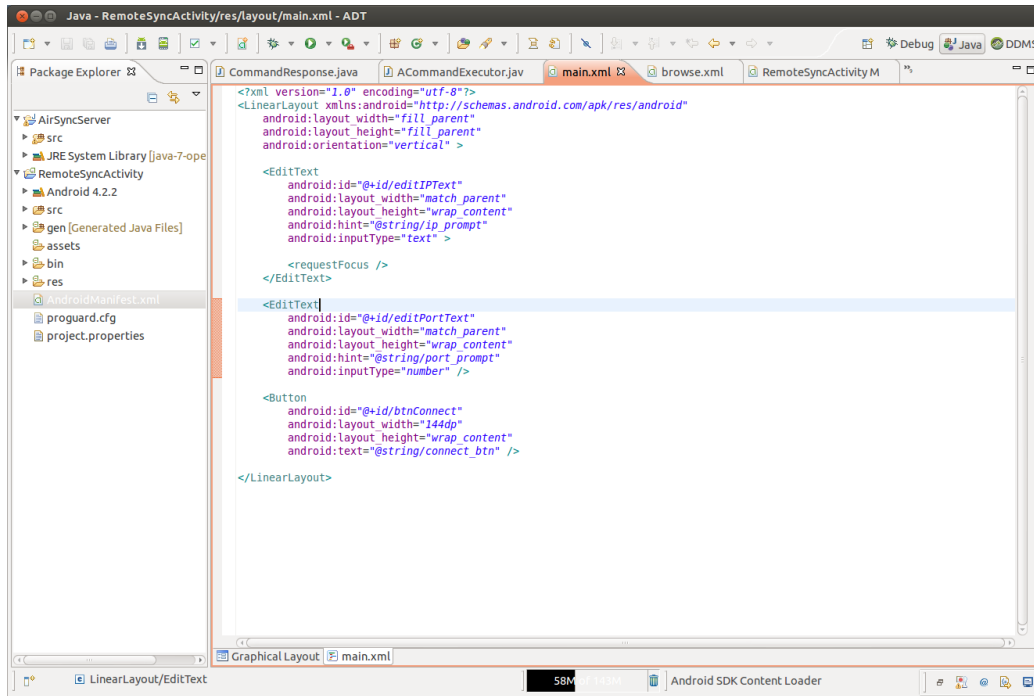 Java - RemoteSyncActivity/res/layout/main.xml - ADT
Debug Java DDMS
Package Explorer
CommandResponse.java ACommandExecutor.jav main.xml browse.xml RemoteSyncActivity M
AirSyncServer
src
JRE System Library [java-7-ope
RemoteSyncActivity
Android 4.2.2
src
gen [Generated Java Files]
assets
bin
res
AndroidManifest.xml
proguard.cfg
project.properties
<?xml version="1.0" encoding="utf-8"?>
<LinearLayout xmlns:android="http://schemas.android.com/apk/res/android"
android:layout_width="fill_parent"
android:layout_height="fill_parent"
android:orientation="vertical" >
<EditText
android:id="@+id/editIPText"
android:layout_width="match_parent"
android:layout_height="wrap_content"
android:hint="@string/ip_prompt"
android:inputType="text" >
<requestFocus />
</EditText>
<EditText
android:id="@+id/editPortText"
android:layout_width="match_parent"
android:layout_height="wrap_content"
android:hint="@string/port_prompt"
android:inputType="number" />
<Button
android:id="@+id/btnConnect"
android:layout_width="144dp"
android:layout_height="wrap_content"
android:text="@string/connect_btn" />
</LinearLayout>
Graphical Layout main.xml
LinearLayout/EditText 58M of 143M Android SDK Content Loader